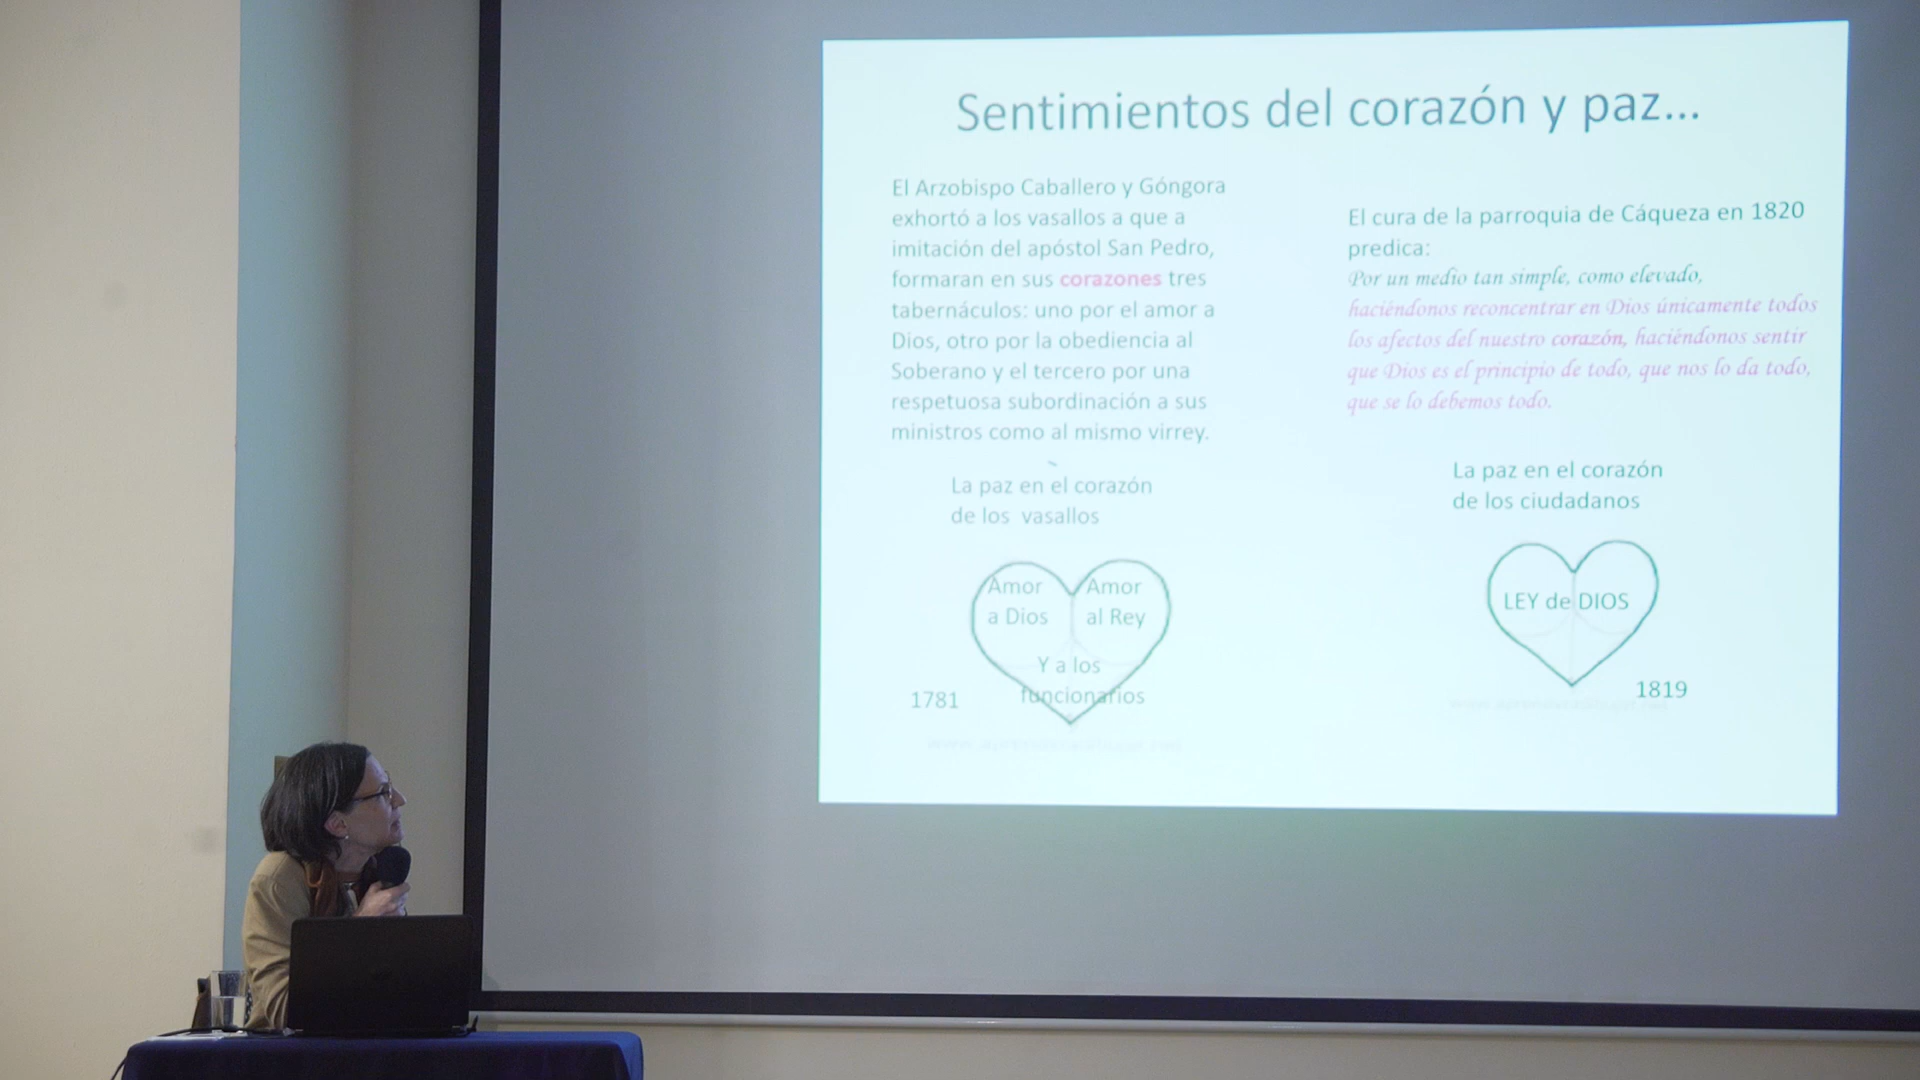 Sentimientos del corazón y paz...
El Arzobispo Caballero y Góngora
exhortó a los vasallos a que a
imitación del apóstol San Pedro,
formaran en sus corazones tres
tabernáculos: uno por el amor a
Dios, otro por la obediencia al
Soberano y el tercero por una
respetuosa subordinación a sus
ministros como al mismo virrey.
La paz en el corazón
de los vasallos
Amor
a Dios
Amor
al Rey
Y a los
funcionarios
1781
El cura de la parroquia de Cáqueza en 1820
predica:
Por un medio tan simple, como elevado,
haciéndonos reconcentrar en Dios únicamente todos
los afectos del nuestro corazón, haciéndonos sentir
que Dios es el principio de todo, que nos lo da todo,
que se lo debemos todo.
La paz en el corazón
de los ciudadanos
LEY de DIOS
1819